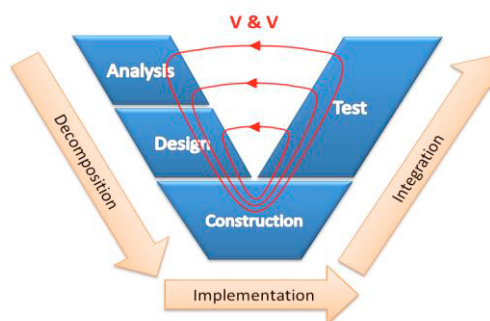 V & V
Analysis
Test
Design
Decomposition
Integration
Construction
Implementation